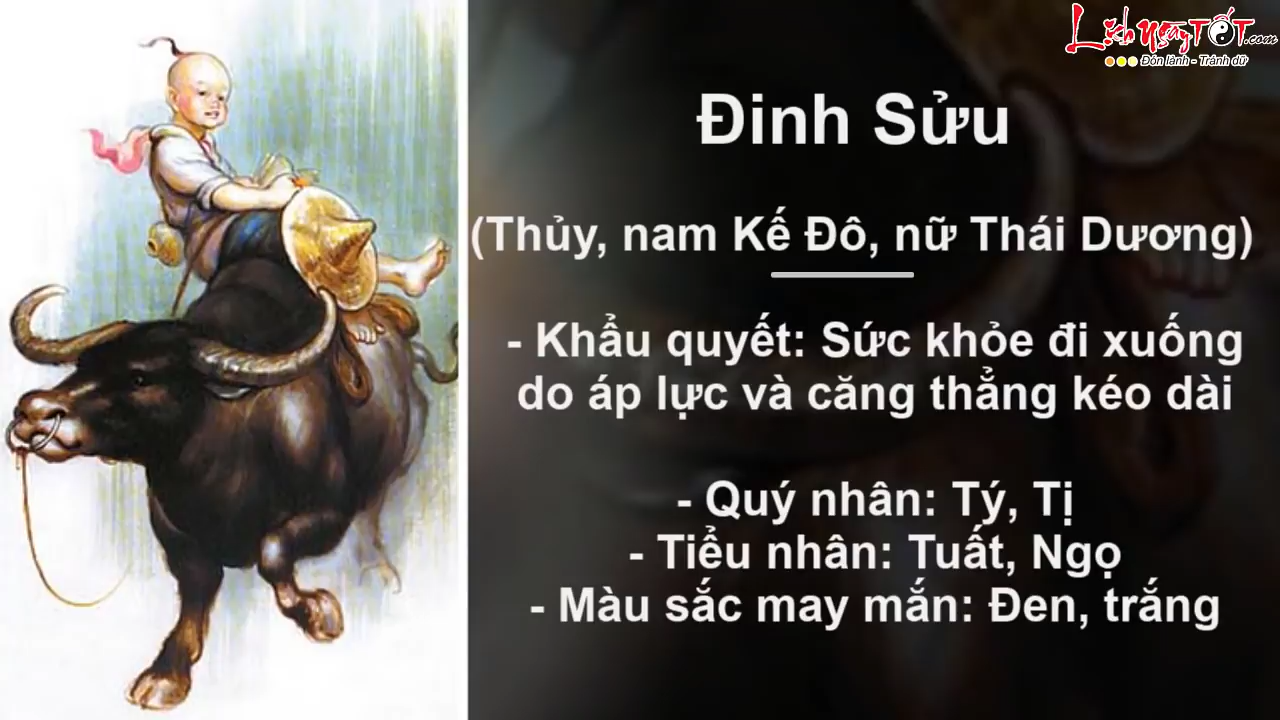 Lịch Ngày TỐT.com
Đón lành - Tránh dữ
Đinh Sửu
(Thủy, nam Kế Đô, nữ Thái Dương)
- Khẩu quyết: Sức khỏe đi xuống
do áp lực và căng thẳng kéo dài
- Quý nhân: Tý, Tị
- Tiểu nhân: Tuất, Ngọ
- Màu sắc may mắn: Đen, trắng